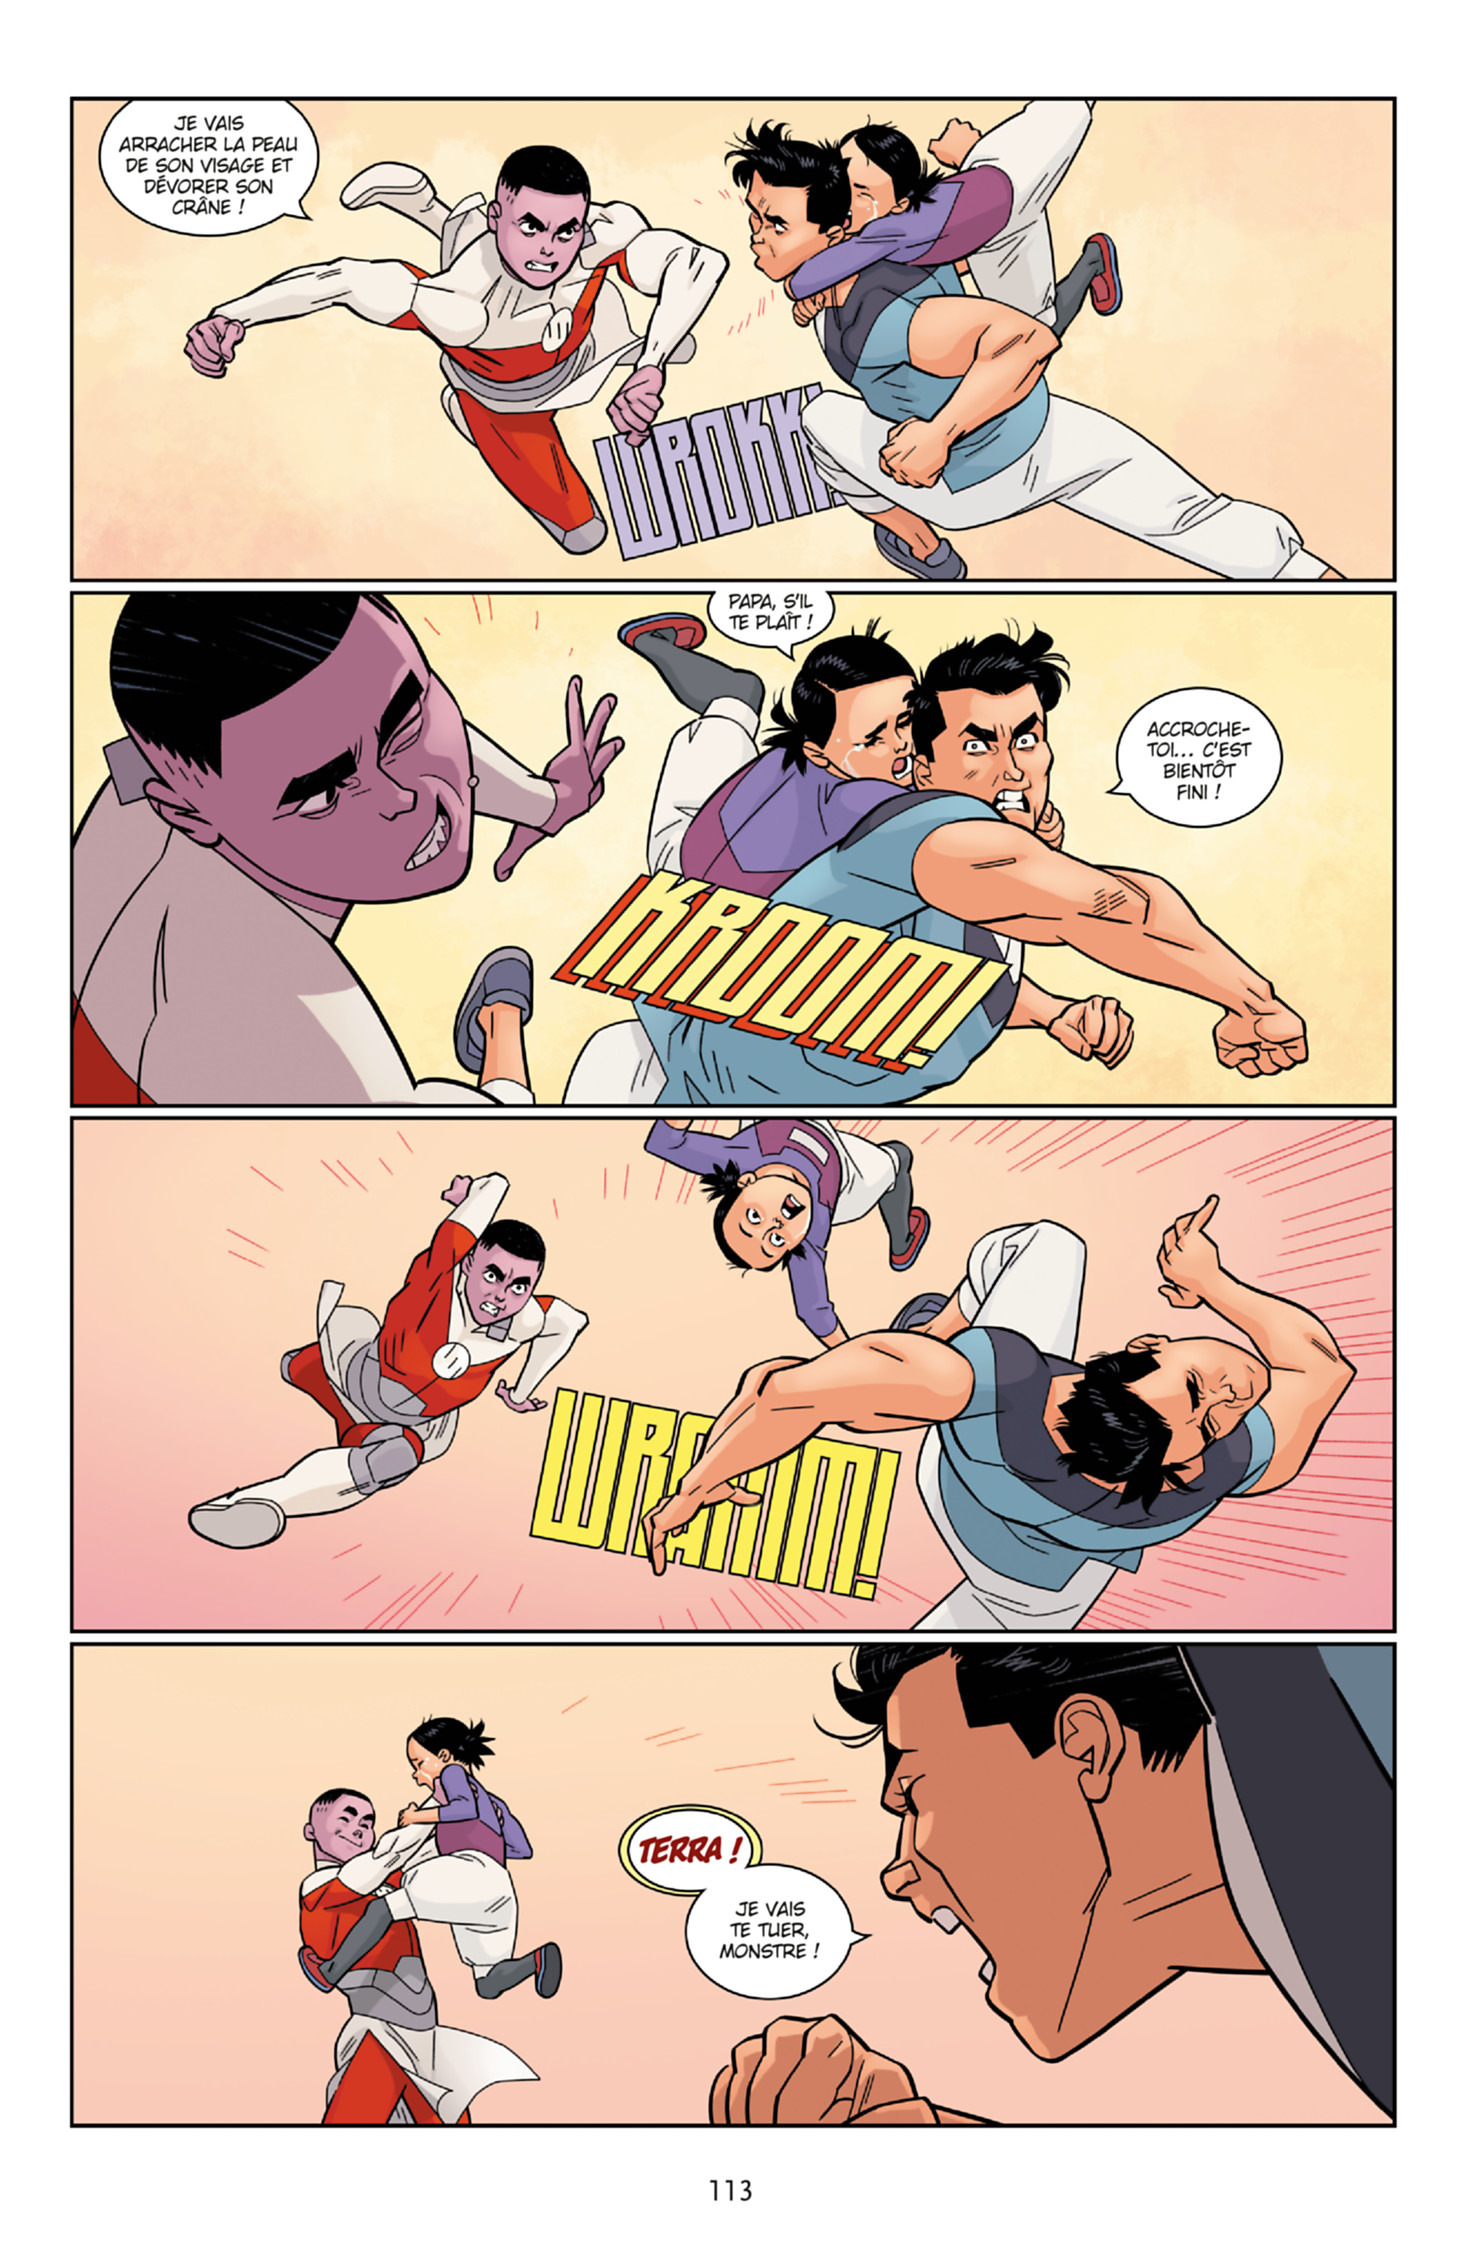 JE VAIS
ARRACHER LA PEAU
DE SON VISAGE ET
DÉVORER SON
CRÂNE !
WROKK!
PAPA, S'IL
TE PLAÎT !
ACCROCHE-
TOI... C'EST
BIENTÔT
FINI !
KROOM!
TERRA !
JE VAIS
TE TUER,
MONSTRE !
113